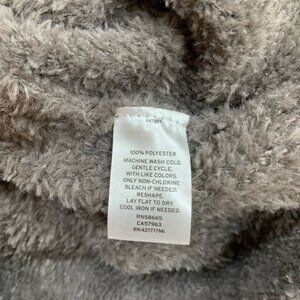 100% POLYESTER
MACHINE WASH COLD.
GENTLE CYCLE.
WITH LIKE COLORS.
ONLY NON-CHLORINE
BLEACH IF NEEDED.
RESHAPE.
LAY FLAT TO DRY.
COOL IRON IF NEEDED.
RN58665
CA57963
RK421717MI